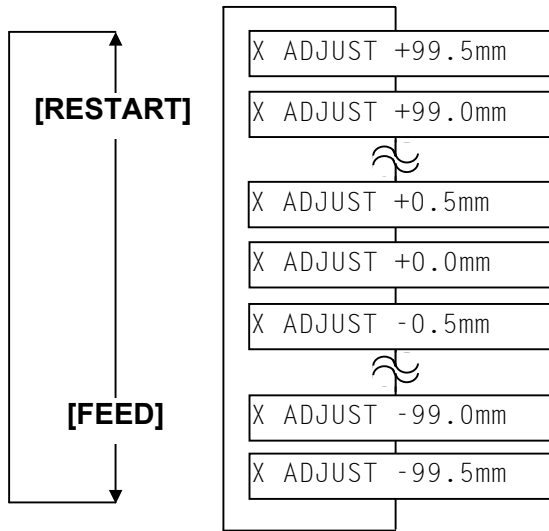 X ADJUST +99.5mm
[RESTART]
X ADJUST +99.0mm
X ADJUST +0.5mm
X ADJUST +0.0mm
X ADJUST -0.5mm
[FEED]
X ADJUST -99.0mm
X ADJUST -99.5mm